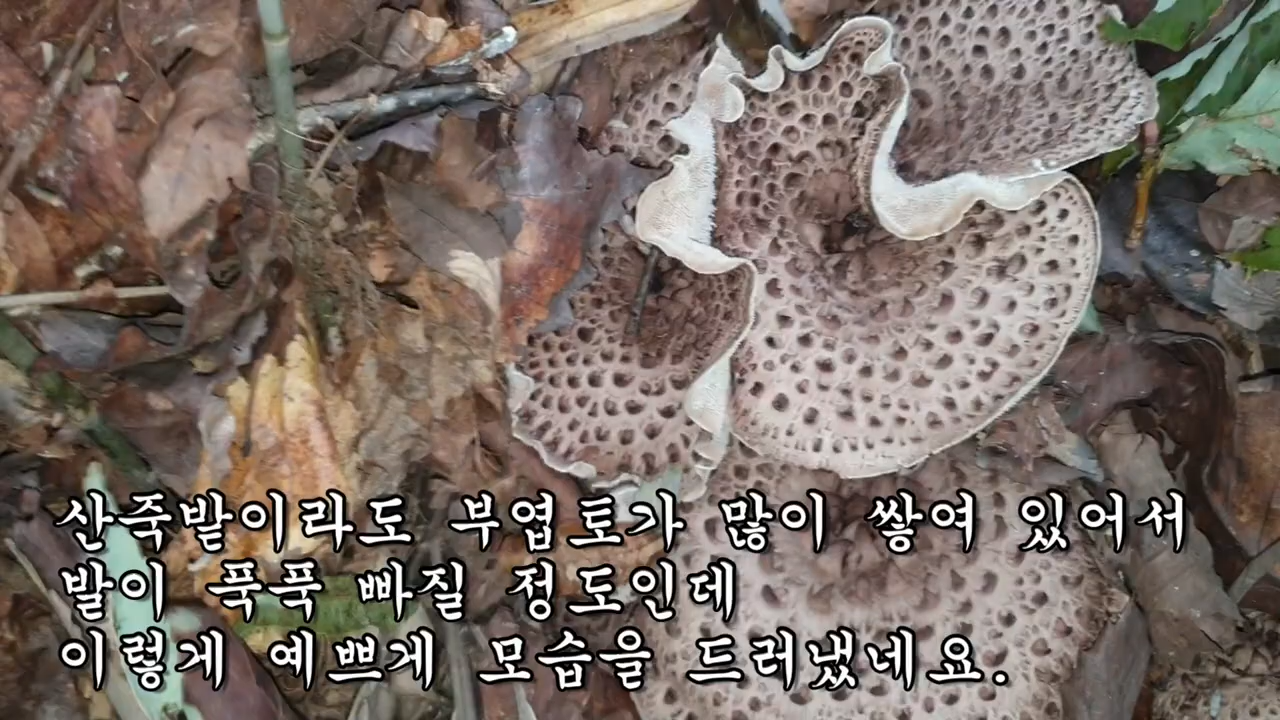 산죽밭이라도 부엽토가 많이 쌓여 있어서
발이 푹푹 빠질 정도인데
이렇게 예쁘게 모습을 드러냈네요.